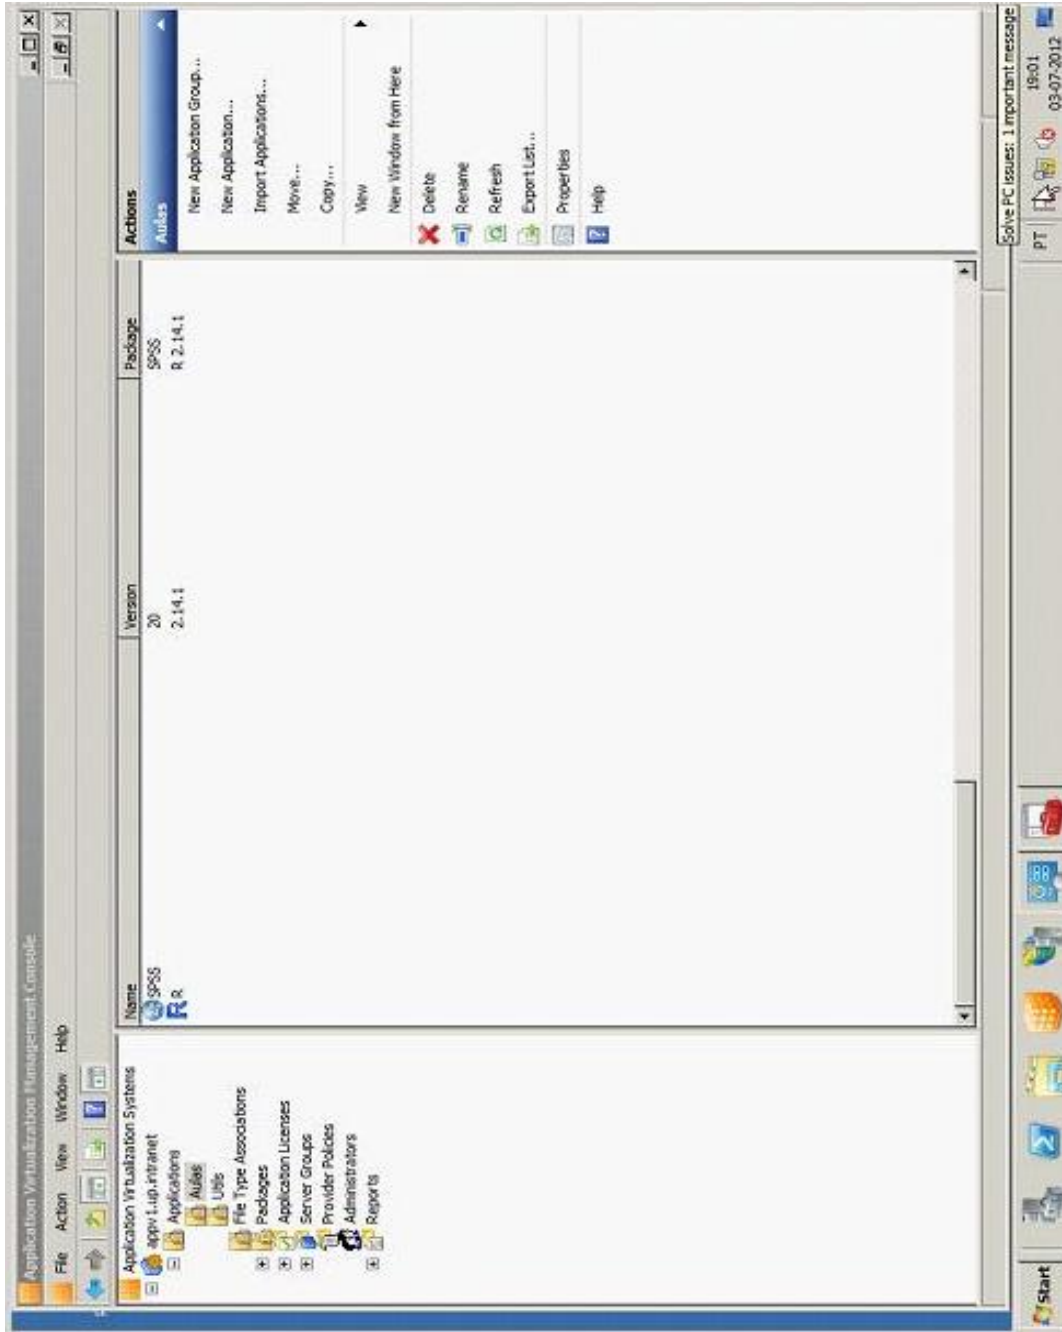 Application Virtualization Management Console
File Action View Window Help
Application Virtualization Systems
appv1.up.intranet
Applications
Aulas
Utils
File Type Associations
Packages
Application Licenses
Server Groups
Provider Policies
Administrators
Reports
Name Version Package
SPSS 20 SPSS
R 2.14.1 R 2.14.1
Actions
Aulas
New Application Group...
New Application...
Import Applications...
Move...
Copy...
View
New Window from Here
Delete
Rename
Refresh
Export List...
Properties
Help
Solve PC issues: 1 important message
Start
PT
19:01
03-07-2012